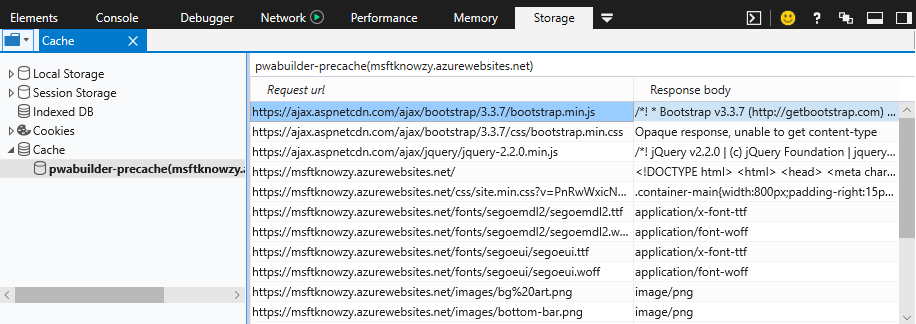 Elements Console Debugger Network Performance Memory Storage
Cache
Local Storage
Session Storage
Indexed DB
Cookies
Cache
pwabuilder-precache(msftknowzy.a
pwabuilder-precache(msftknowzy.azurewebsites.net)
Request url Response body
https://ajax.aspnetcdn.com/ajax/bootstrap/3.3.7/bootstrap.min.js /*! * Bootstrap v3.3.7 (http://getbootstrap.com) ...
https://ajax.aspnetcdn.com/ajax/bootstrap/3.3.7/css/bootstrap.min.css Opaque response, unable to get content-type
https://ajax.aspnetcdn.com/ajax/jquery/jquery-2.2.0.min.js /*! jQuery v2.2.0 | (c) jQuery Foundation | jquery...
https://msftknowzy.azurewebsites.net/ <!DOCTYPE html> <html> <head> <meta char...
https://msftknowzy.azurewebsites.net/css/site.min.css?v=PnRwWxicN... .container-main{width:800px;padding-right:15p...
https://msftknowzy.azurewebsites.net/fonts/segoemdl2/segoemdl2.ttf application/x-font-ttf
https://msftknowzy.azurewebsites.net/fonts/segoemdl2/segoemdl2.w... application/font-woff
https://msftknowzy.azurewebsites.net/fonts/segoeui/segoeui.ttf application/x-font-ttf
https://msftknowzy.azurewebsites.net/fonts/segoeui/segoeui.woff application/font-woff
https://msftknowzy.azurewebsites.net/images/bg%20art.png image/png
https://msftknowzy.azurewebsites.net/images/bottom-bar.png image/png